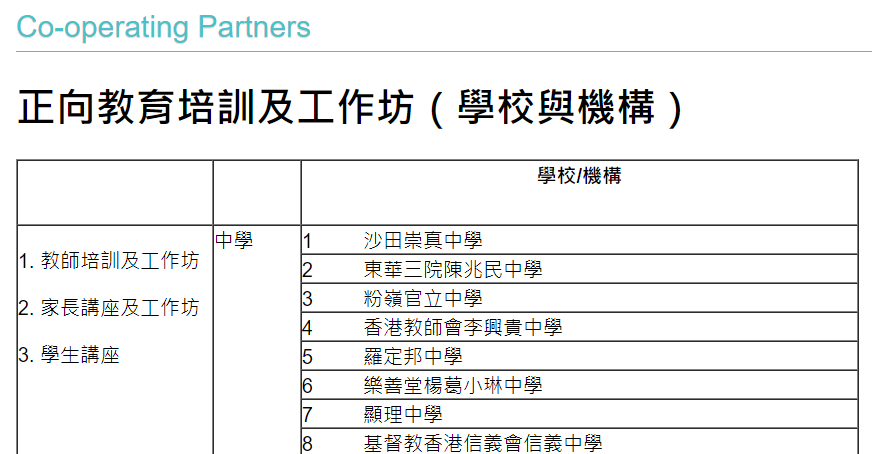 Co-operating Partners
正向教育培訓及工作坊（學校與機構）
學校/機構
1. 教師培訓及工作坊
2. 家長講座及工作坊
3. 學生講座
中學
1 沙田崇真中學
2 東華三院陳兆民中學
3 粉嶺官立中學
4 香港教師會李興貴中學
5 羅定邦中學
6 樂善堂楊葛小琳中學
7 顯理中學
8 基督教香港信義會信義中學